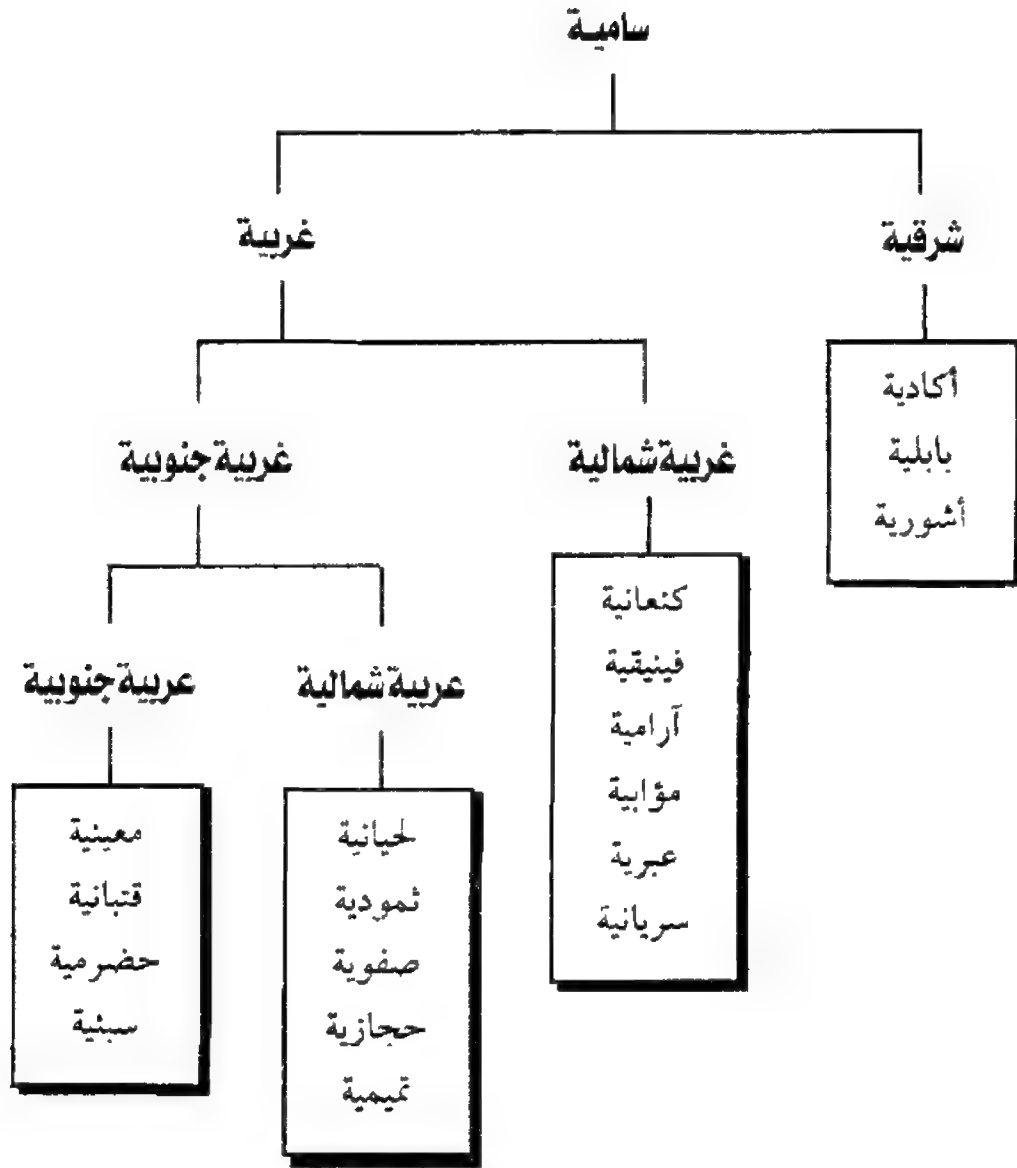 سامية
شرقية
غربية
أكادية
بابلية
أشورية
غربية شمالية
غربية جنوبية
كنعانية
فينيقية
آرامية
مؤابية
عبرية
سريانية
عربية شمالية
عربية جنوبية
لحيانية
ثمودية
صفوية
حجازية
تميمية
معينية
قتبانية
حضرمية
سبئية